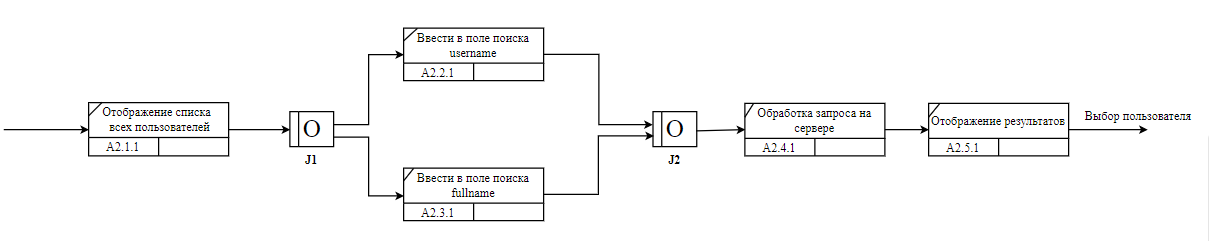 Отображение списка
всех пользователей
A2.1.1
O
J1
Ввести в поле поиска
username
A2.2.1
Ввести в поле поиска
fullname
A2.3.1
O
J2
Обработка запроса на
сервере
A2.4.1
Отображение результатов
A2.5.1
Выбор пользователя